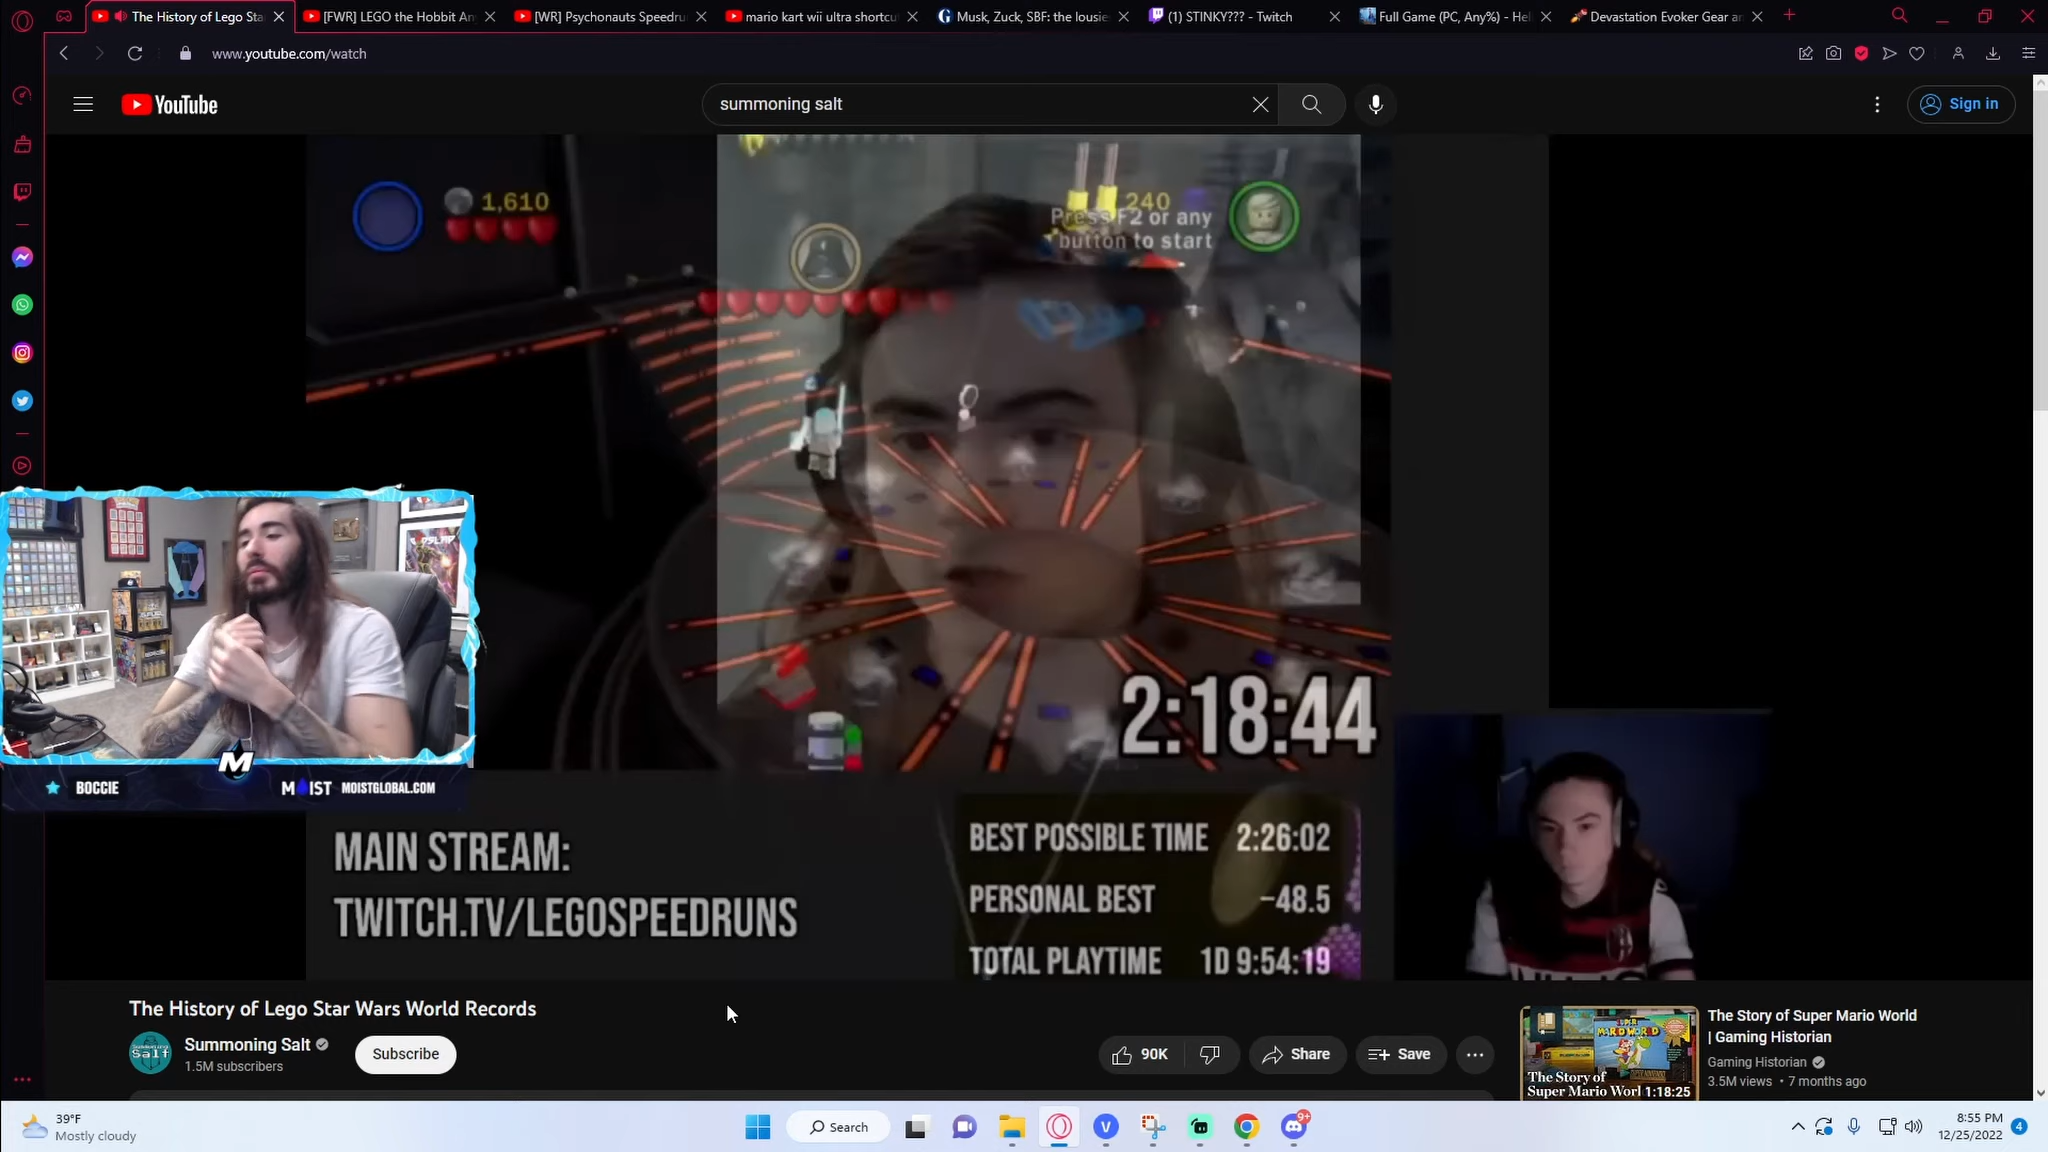 The History of Lego Sta
[FWR] LEGO the Hobbit An
[WR] Psychonauts Speedru
mario kart wii ultra shortcu
Musk, Zuck, SBF: the lousie
(1) STINKY??? - Twitch
Full Game (PC, Any%) - Hel
Devastation Evoker Gear an
www.youtube.com/watch
YouTube
summoning salt
Sign in
1,610
240
Press F2 or any
button to start
2:18:44
M
BOCCIE
MOIST
MOISTGLOBAL.COM
MAIN STREAM:
TWITCH.TV/LEGOSPEEDRUNS
BEST POSSIBLE TIME 2:26:02
PERSONAL BEST -48.5
TOTAL PLAYTIME 1D 9:54:19
The History of Lego Star Wars World Records
Salt
Summoning Salt
1.5M subscribers
Subscribe
90K
Share
Save
The Story of
Super Mario Worl
1:18:25
The Story of Super Mario World
| Gaming Historian
Gaming Historian
3.5M views • 7 months ago
39°F
Mostly cloudy
Search
V
9+
8:55 PM
12/25/2022
4